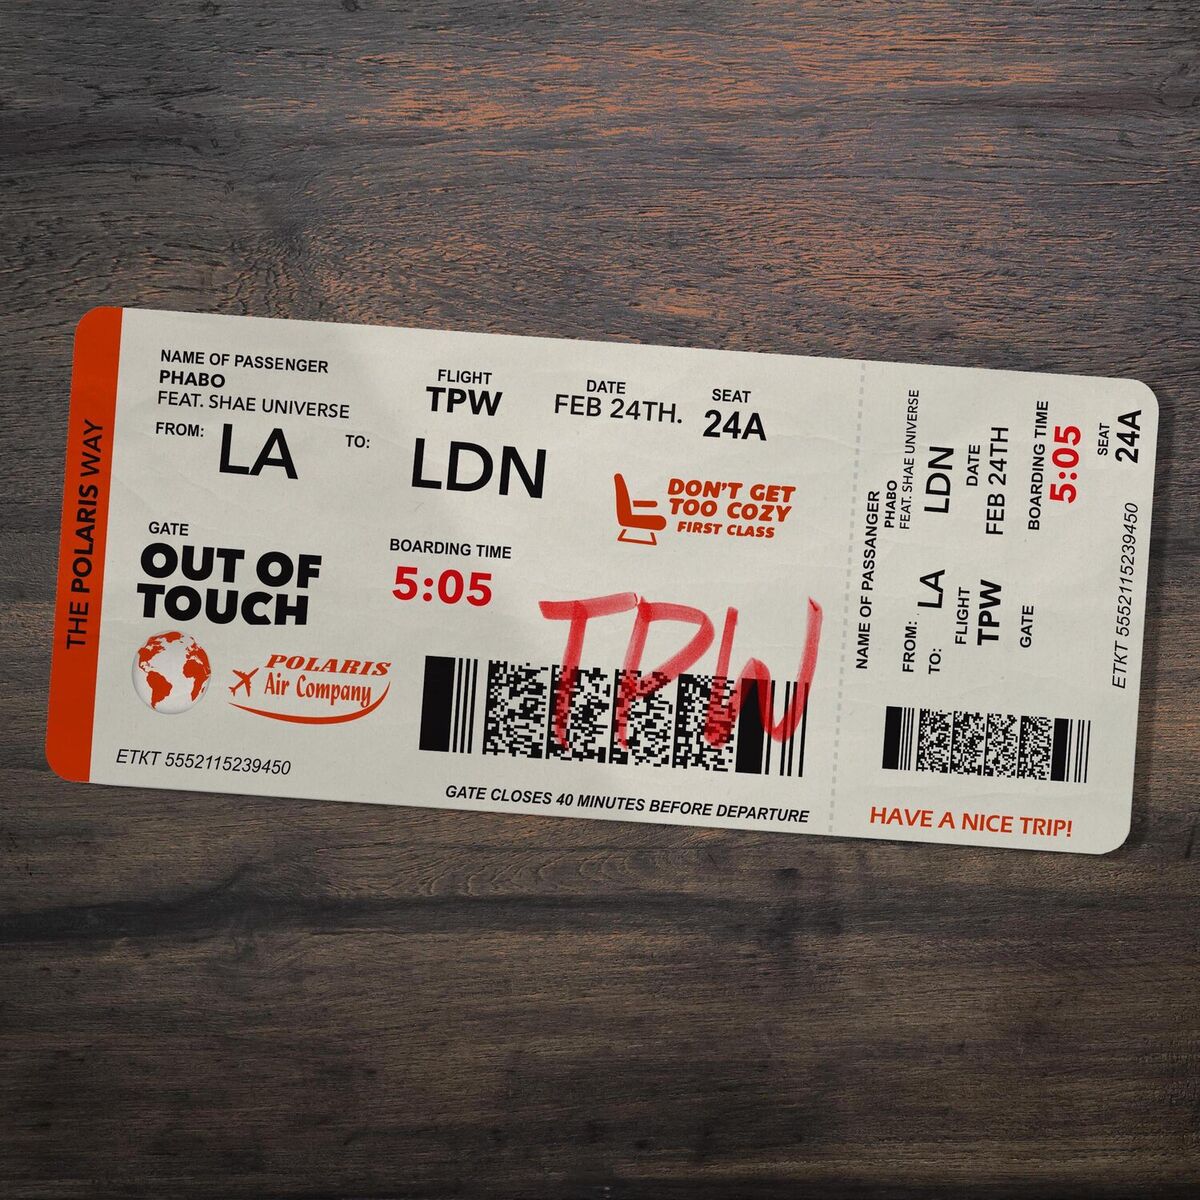 THE POLARIS WAY
NAME OF PASSENGER
PHABO
FEAT. SHAE UNIVERSE
FLIGHT
TPW
DATE
FEB 24TH.
SEAT
24A
FROM: LA
TO: LDN
DON'T GET
TOO COZY
FIRST CLASS
GATE
OUT OF
TOUCH
BOARDING TIME
5:05
TPW
POLARIS
Air Company
ETKT 5552115239450
GATE CLOSES 40 MINUTES BEFORE DEPARTURE
NAME OF PASSANGER
PHABO
FEAT. SHAE UNIVERSE
FROM: LA
TO: LDN
FLIGHT
TPW
DATE
FEB 24TH
GATE
BOARDING TIME
5:05
SEAT
24A
ETKT 5552115239450
HAVE A NICE TRIP!